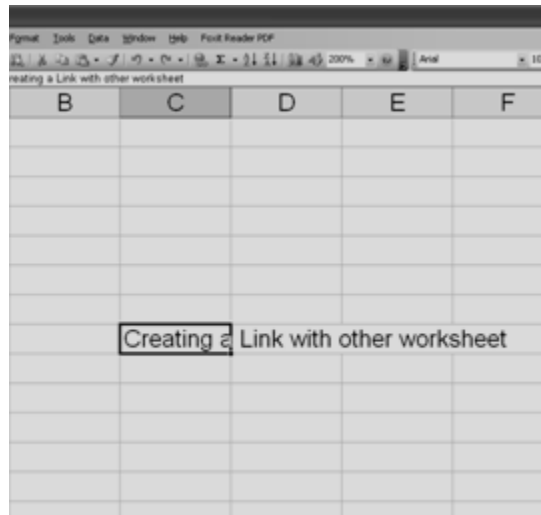 Format Tools Data Window Help Foxit Reader PDF
200% Arial 10
reating a Link with other worksheet
B C D E F
Creating a Link with other worksheet